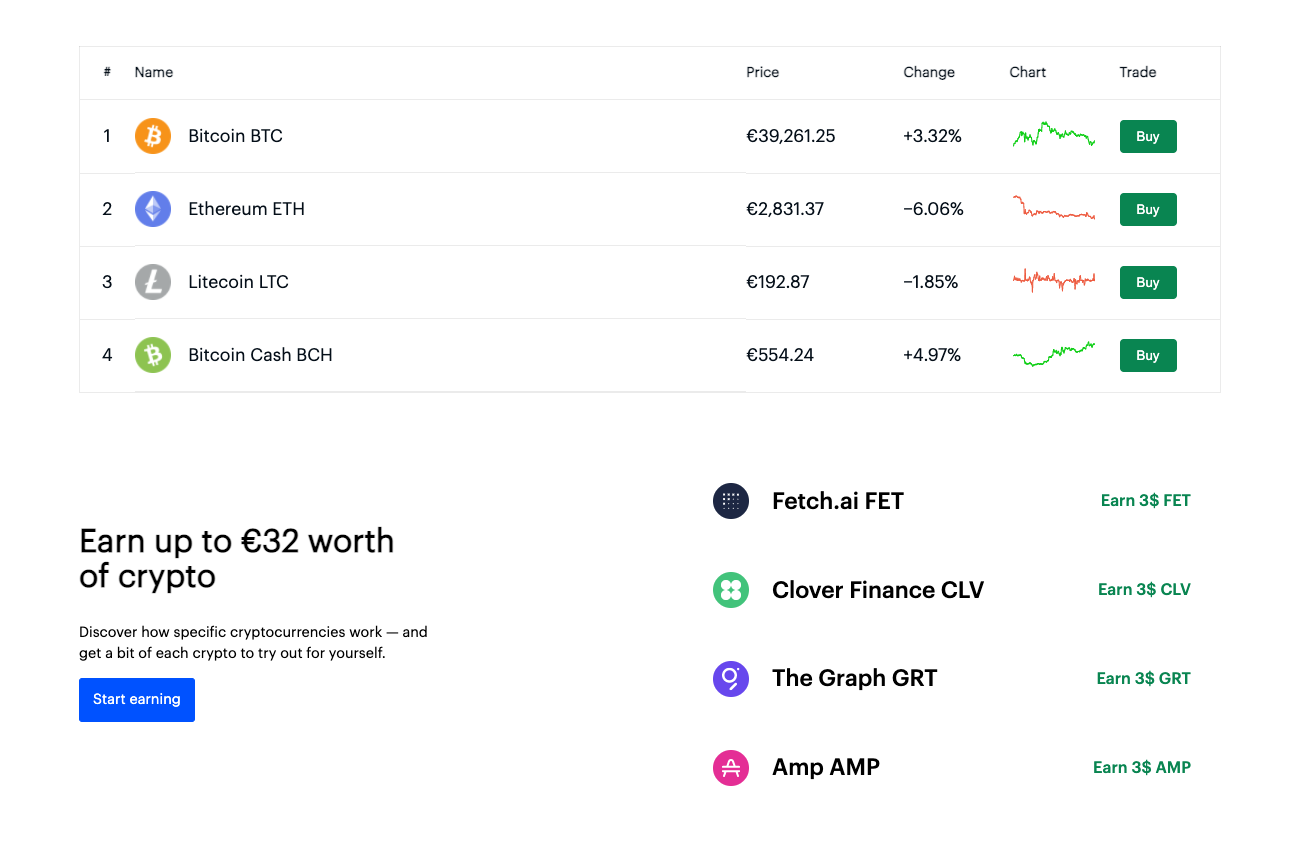 # Name Price Change Chart Trade
1 Bitcoin BTC €39,261.25 +3.32% Buy
2 Ethereum ETH €2,831.37 −6.06% Buy
3 Litecoin LTC €192.87 −1.85% Buy
4 Bitcoin Cash BCH €554.24 +4.97% Buy
Earn up to €32 worth
of crypto
Discover how specific cryptocurrencies work — and
get a bit of each crypto to try out for yourself.
Start earning
Fetch.ai FET Earn 3$ FET
Clover Finance CLV Earn 3$ CLV
The Graph GRT Earn 3$ GRT
Amp AMP Earn 3$ AMP